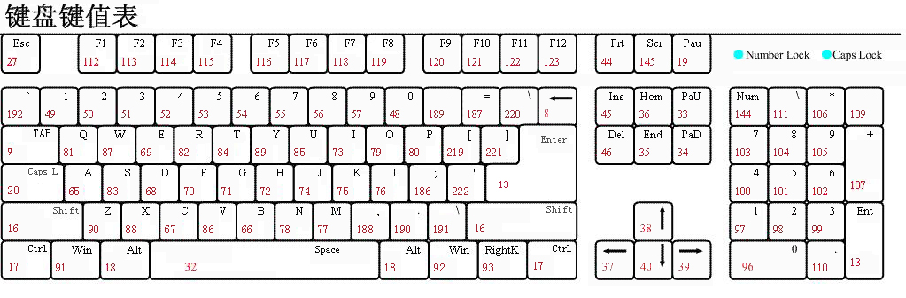 键盘键值表
Esc F1 F2 F3 F4 F5 F6 F7 F8 F9 F10 F11 F12 Prt Scr Pau Number Lock Caps Lock
27 112 113 114 115 116 117 118 119 120 121 122 123 44 145 19
` 1 2 3 4 5 6 7 8 9 0 - = \ ← Ins Hom PaU Num \ *
192 49 50 51 52 53 54 55 56 57 48 189 187 220 8 45 36 33 144 111 106 109
TAB Q W E R T Y U I O P [ ] Enter Del End PaD 7 8 9 +
9 81 87 69 82 84 89 85 73 79 80 219 221 46 35 34 103 104 105
Caps L A S D F G H J K L ; ' 4 5 6
20 65 83 68 70 71 72 74 75 76 186 222 13 100 101 102 107
Shift Z X C V B N M , . \ Shift ↑ 1 2 3 Ent
16 90 88 67 86 66 78 77 188 190 191 16 38 97 98 99
Ctrl Win Alt Space Alt Win RightK Ctrl ← ↓ → 0 .
17 91 18 32 18 92 93 17 37 40 39 96 110 13